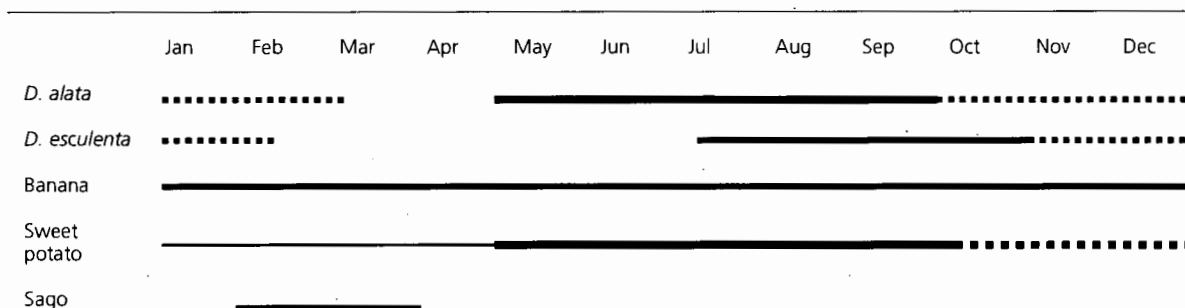 Jan Feb Mar Apr May Jun Jul Aug Sep Oct Nov Dec
D. alata
D. esculenta
Banana
Sweet
potato
Sago